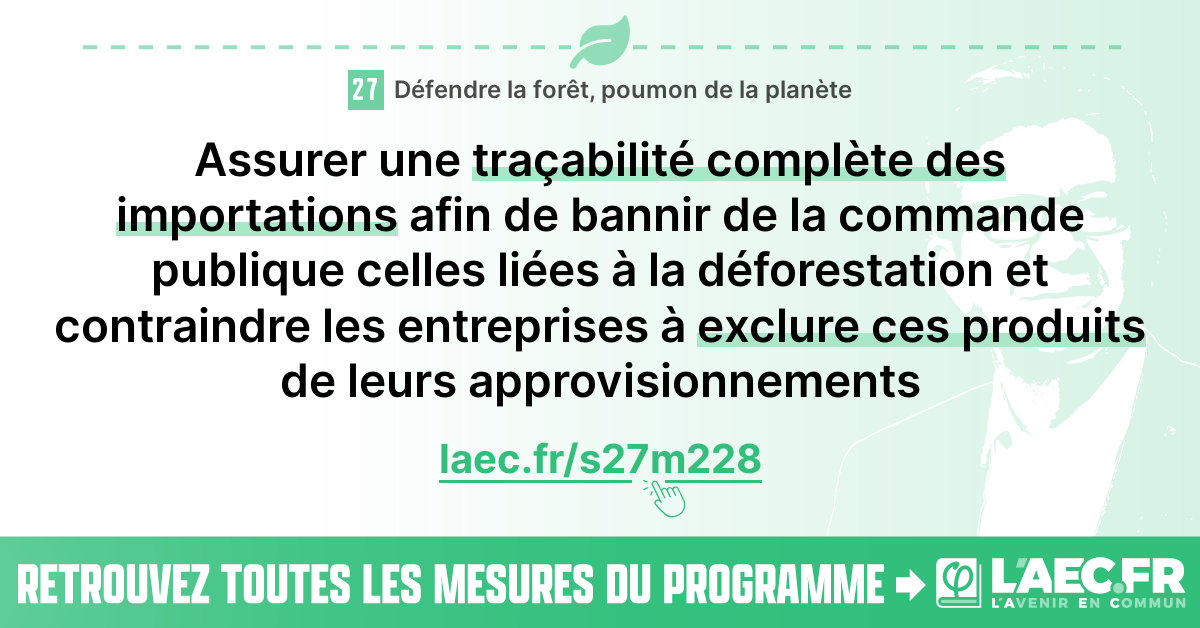 27 Défendre la forêt, poumon de la planète
Assurer une traçabilité complète des
importations afin de bannir de la commande
publique celles liées à la déforestation et
contraindre les entreprises à exclure ces produits
de leurs approvisionnements
laec.fr/s27m228
RETROUVEZ TOUTES LES MESURES DU PROGRAMME
φ L'AEC.FR
L'AVENIR EN COMMUN